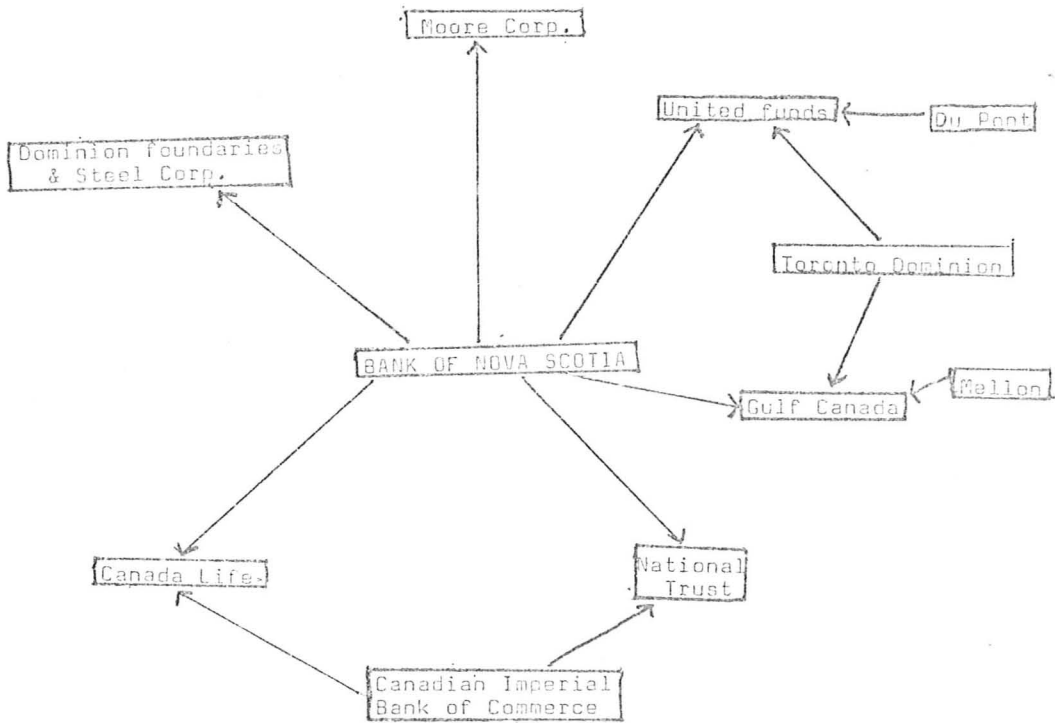 Moore Corp.
United funds
Du Pont
Dominion foundaries
& Steel Corp.
Toronto Dominion
BANK OF NOVA SCOTIA
Mellon
Gulf Canada
Canada Life.
National
Trust
Canadian Imperial
Bank of Commerce